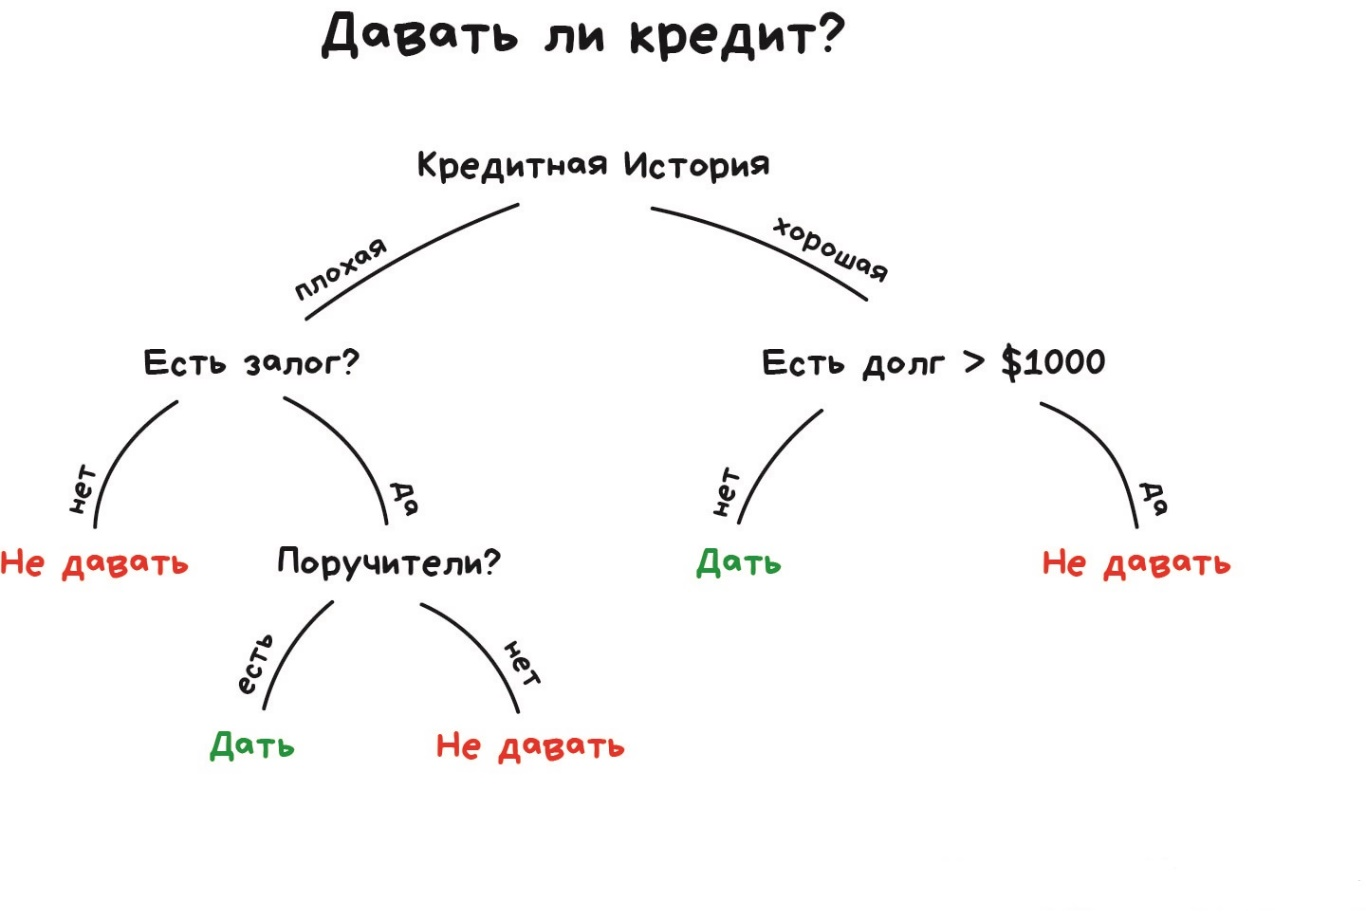 Давать ли кредит?
Кредитная История
плохая
хорошая
Есть залог?
Есть долг > $1000
нет
да
нет
да
Не давать
Поручители?
Дать
Не давать
есть
нет
Дать
Не давать